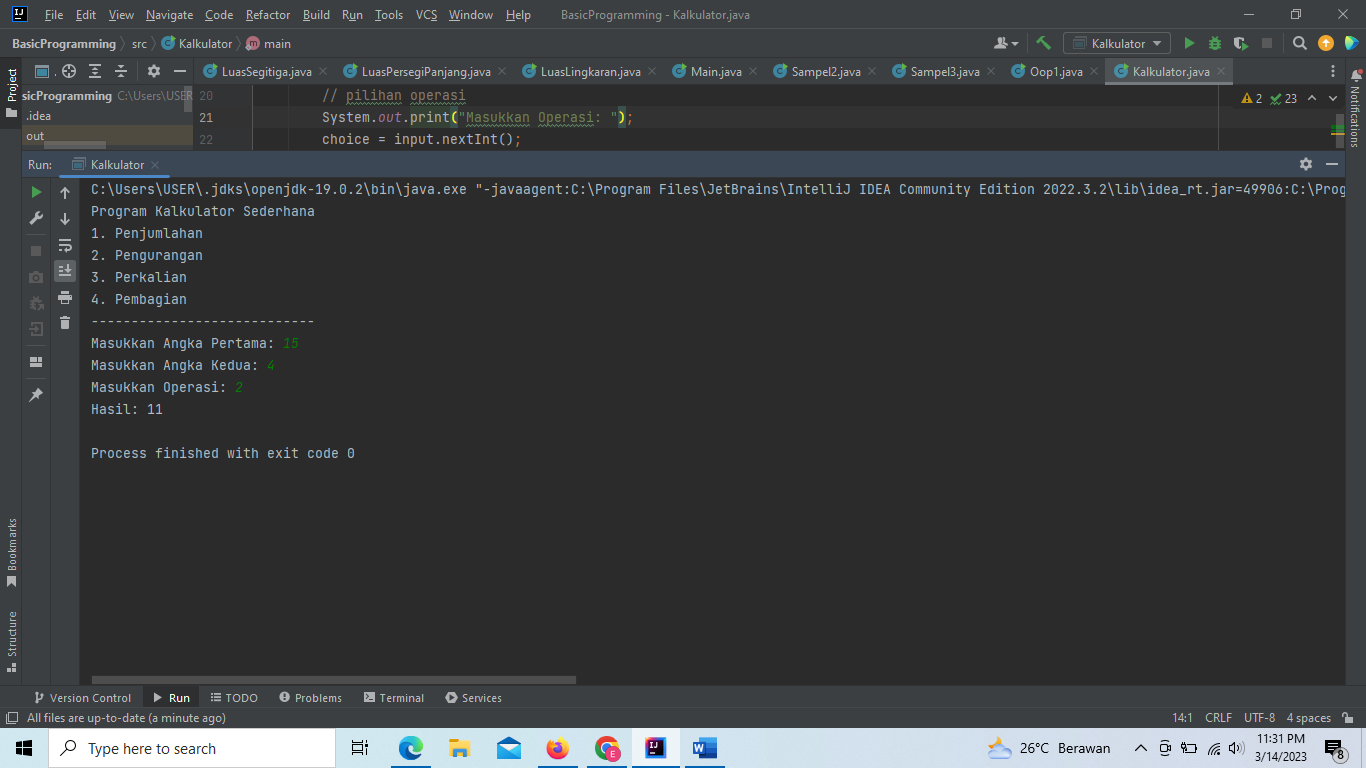 File Edit View Navigate Code Refactor Build Run Tools VCS Window Help BasicProgramming - Kalkulator.java
BasicProgramming src Kalkulator main Kalkulator
Project LuasSegitiga.java LuasPersegiPanjang.java LuasLingkaran.java Main.java Sampel2.java Sampel3.java Oop1.java Kalkulator.java
sicProgramming C:\Users\USER 20 // pilihan operasi 2 23
.idea 21 System.out.print("Masukkan Operasi: ");
out 22 choice = input.nextInt();
Notifications
Run: Kalkulator
C:\Users\USER\.jdks\openjdk-19.0.2\bin\java.exe "-javaagent:C:\Program Files\JetBrains\IntelliJ IDEA Community Edition 2022.3.2\lib\idea_rt.jar=49906:C:\Prog
Program Kalkulator Sederhana
1. Penjumlahan
2. Pengurangan
3. Perkalian
4. Pembagian
----------------------------
Masukkan Angka Pertama: 15
Masukkan Angka Kedua: 4
Masukkan Operasi: 2
Hasil: 11
Process finished with exit code 0
Bookmarks
Structure
Version Control Run TODO Problems Terminal Services
All files are up-to-date (a minute ago) 14:1 CRLF UTF-8 4 spaces
Type here to search 26°C Berawan 11:31 PM
3/14/2023 8